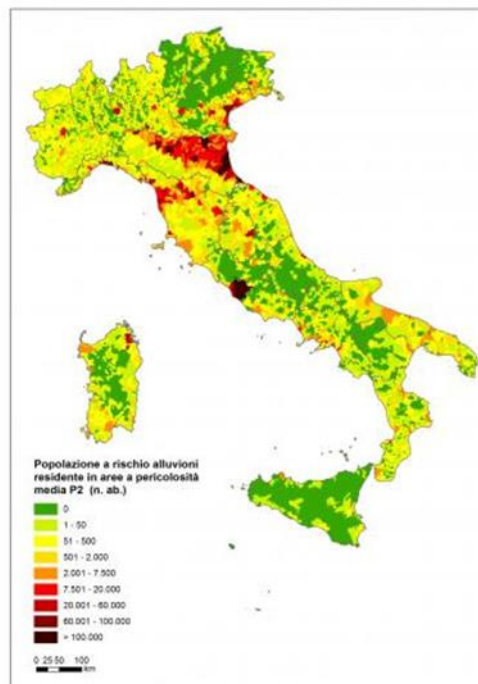 Popolazione a rischio alluvioni
residente in aree a pericolosità
media P2 (n. ab.)
0
1 - 50
51 - 500
501 - 2.000
2.001 - 7.500
7.501 - 20.000
20.001 - 60.000
60.001 - 100.000
> 100.000
0 25 50 100
km